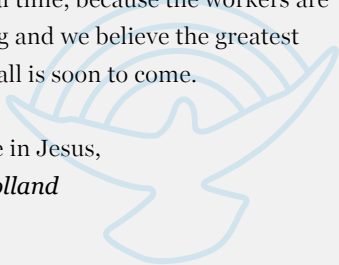 time, because the workers are
and we believe the greatest
all is soon to come.
in Jesus,